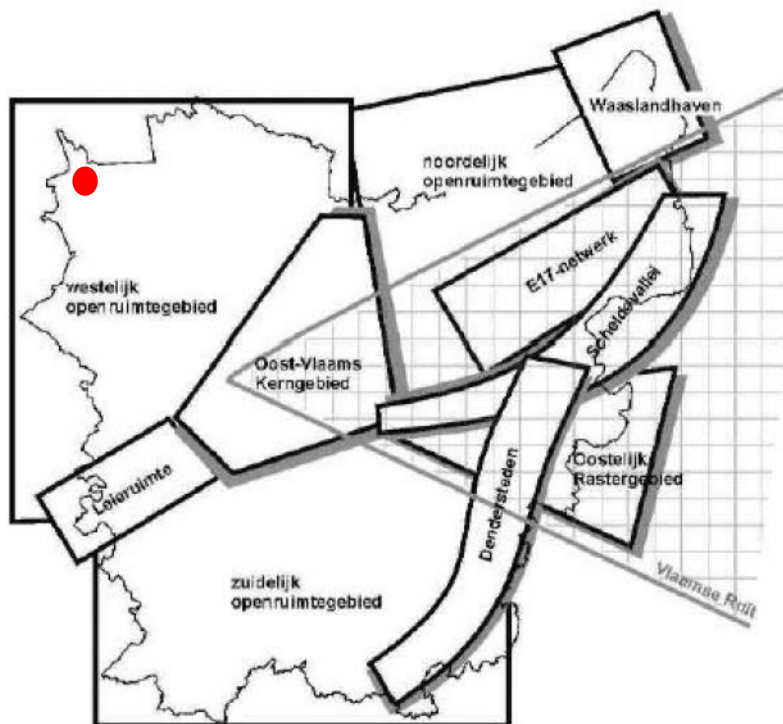 Waaslandhaven
noordelijk
openruimtegebied
E17-netwerk
Scheldevallei
westelijk
openruimtegebied
Oost-Vlaams
Kerngebied
Leieruimte
Oostelijk
Rastergebied
Dendersteden
zuidelijk
openruimtegebied
Vlaamse Ruit